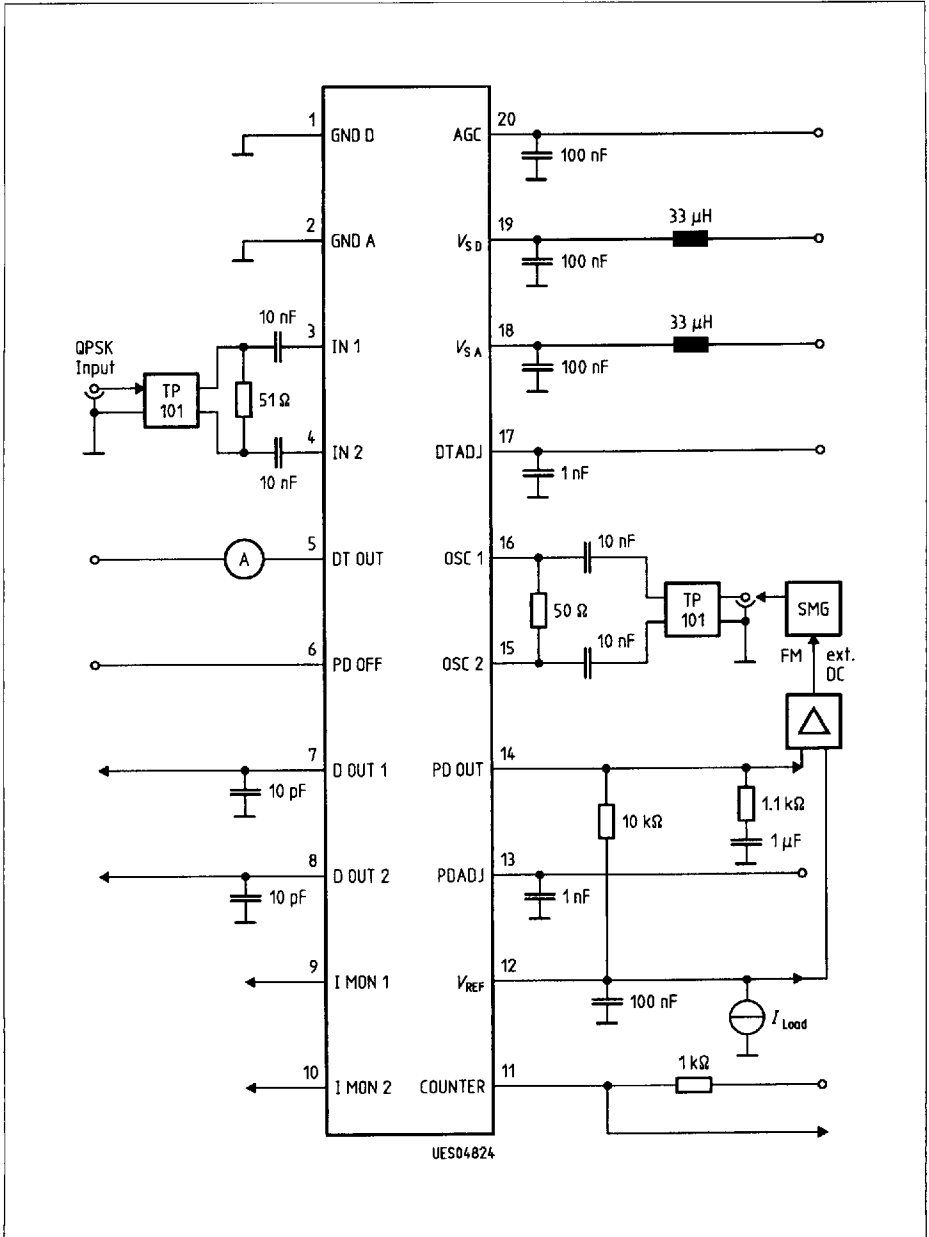 1 GND D
2 GND A
QPSK
Input
TP
101
10 nF
51 Ω
10 nF
3 IN 1
4 IN 2
A
5 DT OUT
6 PD OFF
7 D OUT 1
10 pF
8 D OUT 2
10 pF
9 I MON 1
10 I MON 2
AGC 20
100 nF
V_SD 19
33 µH
100 nF
V_SA 18
33 µH
100 nF
DTADJ 17
1 nF
OSC 1 16
10 nF
50 Ω
TP
101
SMG
10 nF
OSC 2 15
FM ext.
DC
PD OUT 14
10 kΩ
1.1 kΩ
1 µF
PDADJ 13
1 nF
V_REF 12
100 nF
I_Load
COUNTER 11
1 kΩ
UES04824